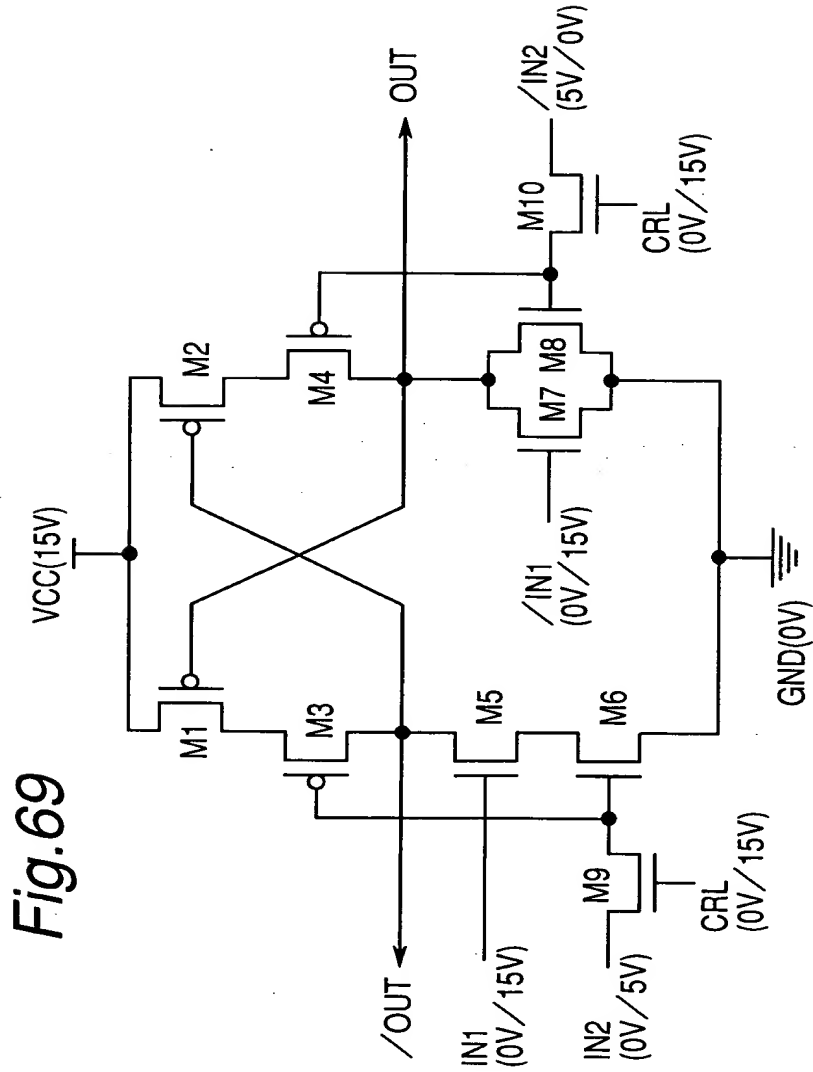 Fig.69
VCC(15V)
M1
M2
M3
M4
/OUT
OUT
IN1
(0V/15V)
M5
/IN1
(0V/15V)
M7
M8
M10
/IN2
(5V/0V)
IN2
(0V/5V)
M9
M6
CRL
(0V/15V)
CRL
(0V/15V)
GND(0V)